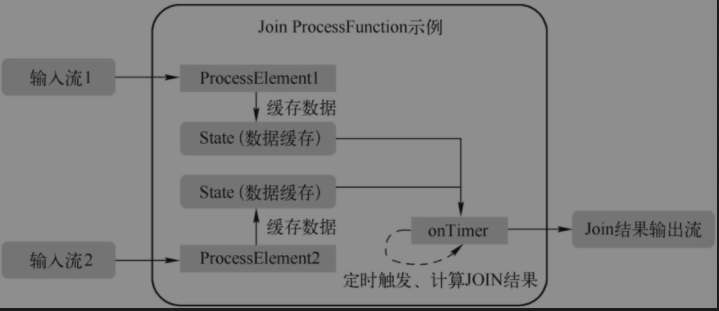 Join ProcessFunction示例
输入流1
ProcessElement1
缓存数据
State (数据缓存)
State (数据缓存)
缓存数据
onTimer
Join结果输出流
输入流2
ProcessElement2
定时触发、计算JOIN结果